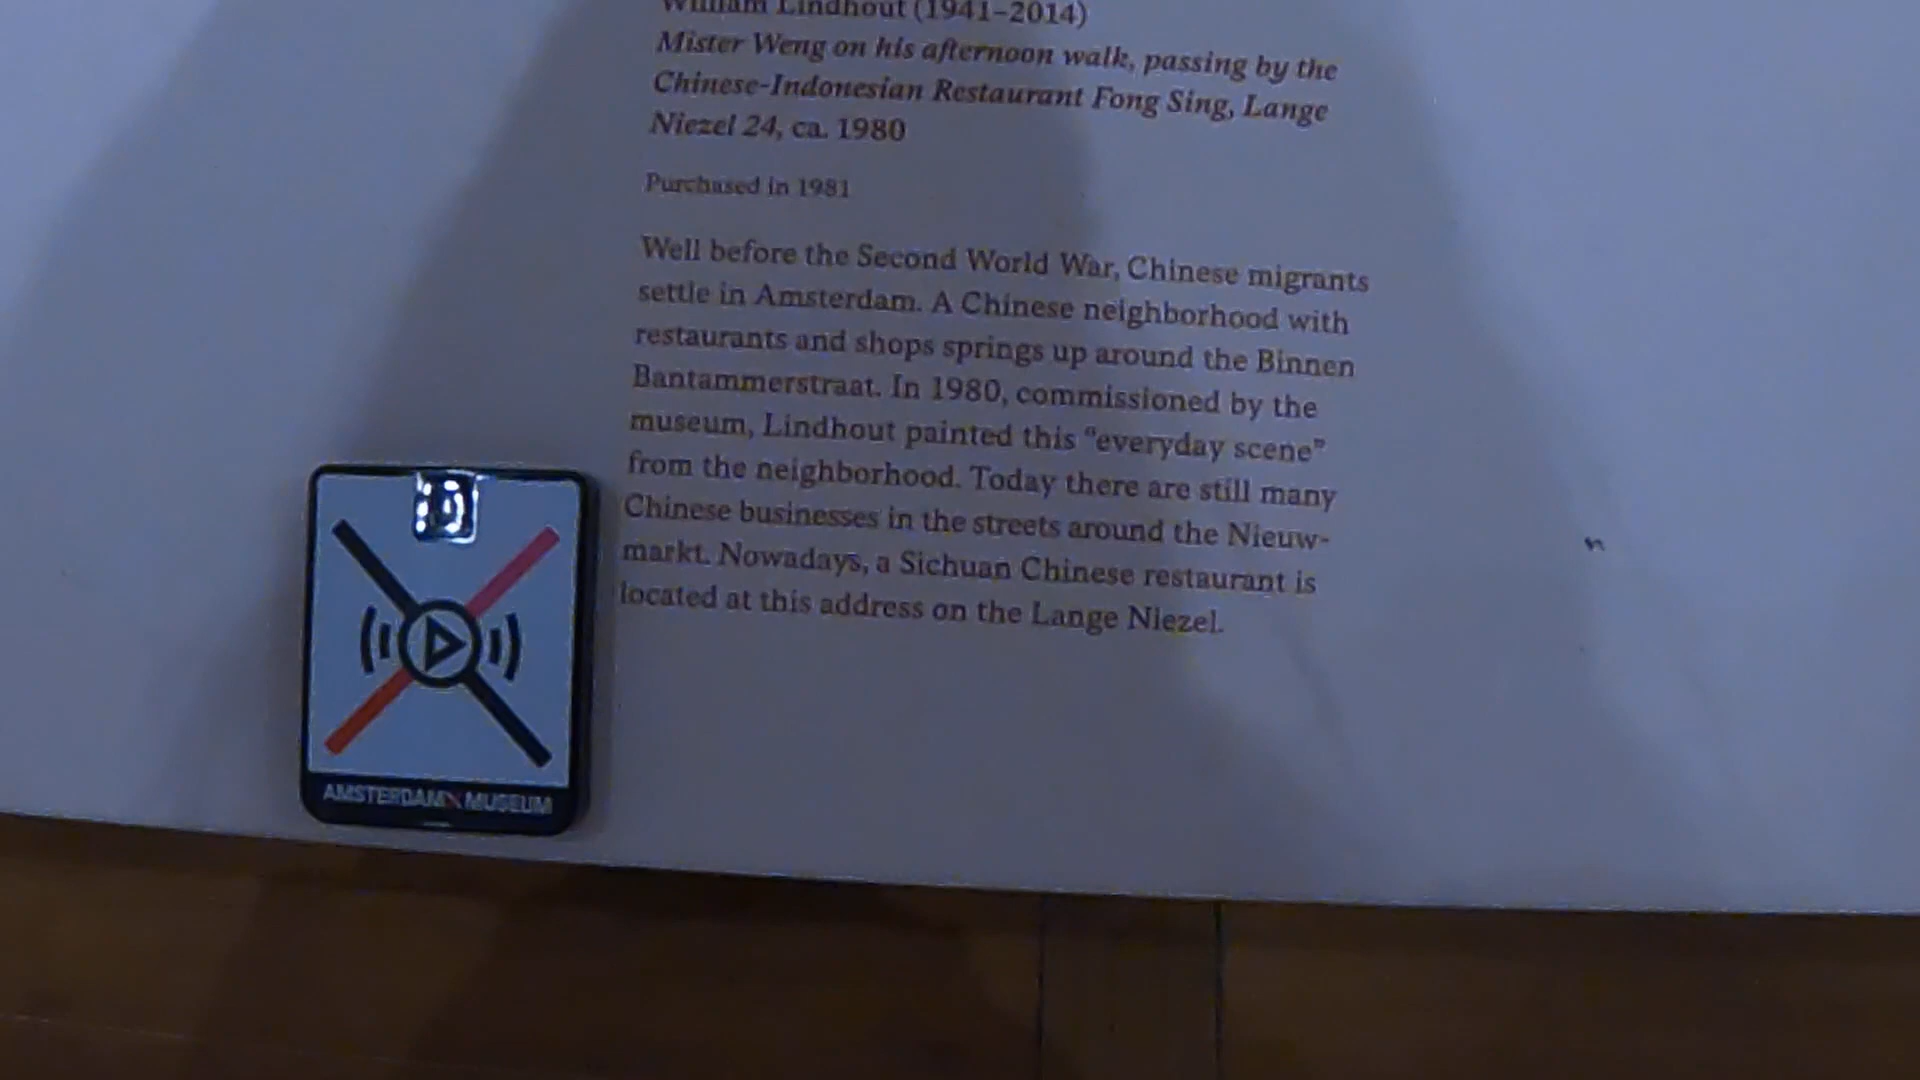 William Lindhout (1941–2014)
Mister Weng on his afternoon walk, passing by the
Chinese-Indonesian Restaurant Fong Sing, Lange
Niezel 24, ca. 1980
Purchased in 1981
Well before the Second World War, Chinese migrants
settle in Amsterdam. A Chinese neighborhood with
restaurants and shops springs up around the Binnen
Bantammerstraat. In 1980, commissioned by the
museum, Lindhout painted this “everyday scene”
from the neighborhood. Today there are still many
Chinese businesses in the streets around the Nieuw-
markt. Nowadays, a Sichuan Chinese restaurant is
located at this address on the Lange Niezel.
AMSTERDAM MUSEUM